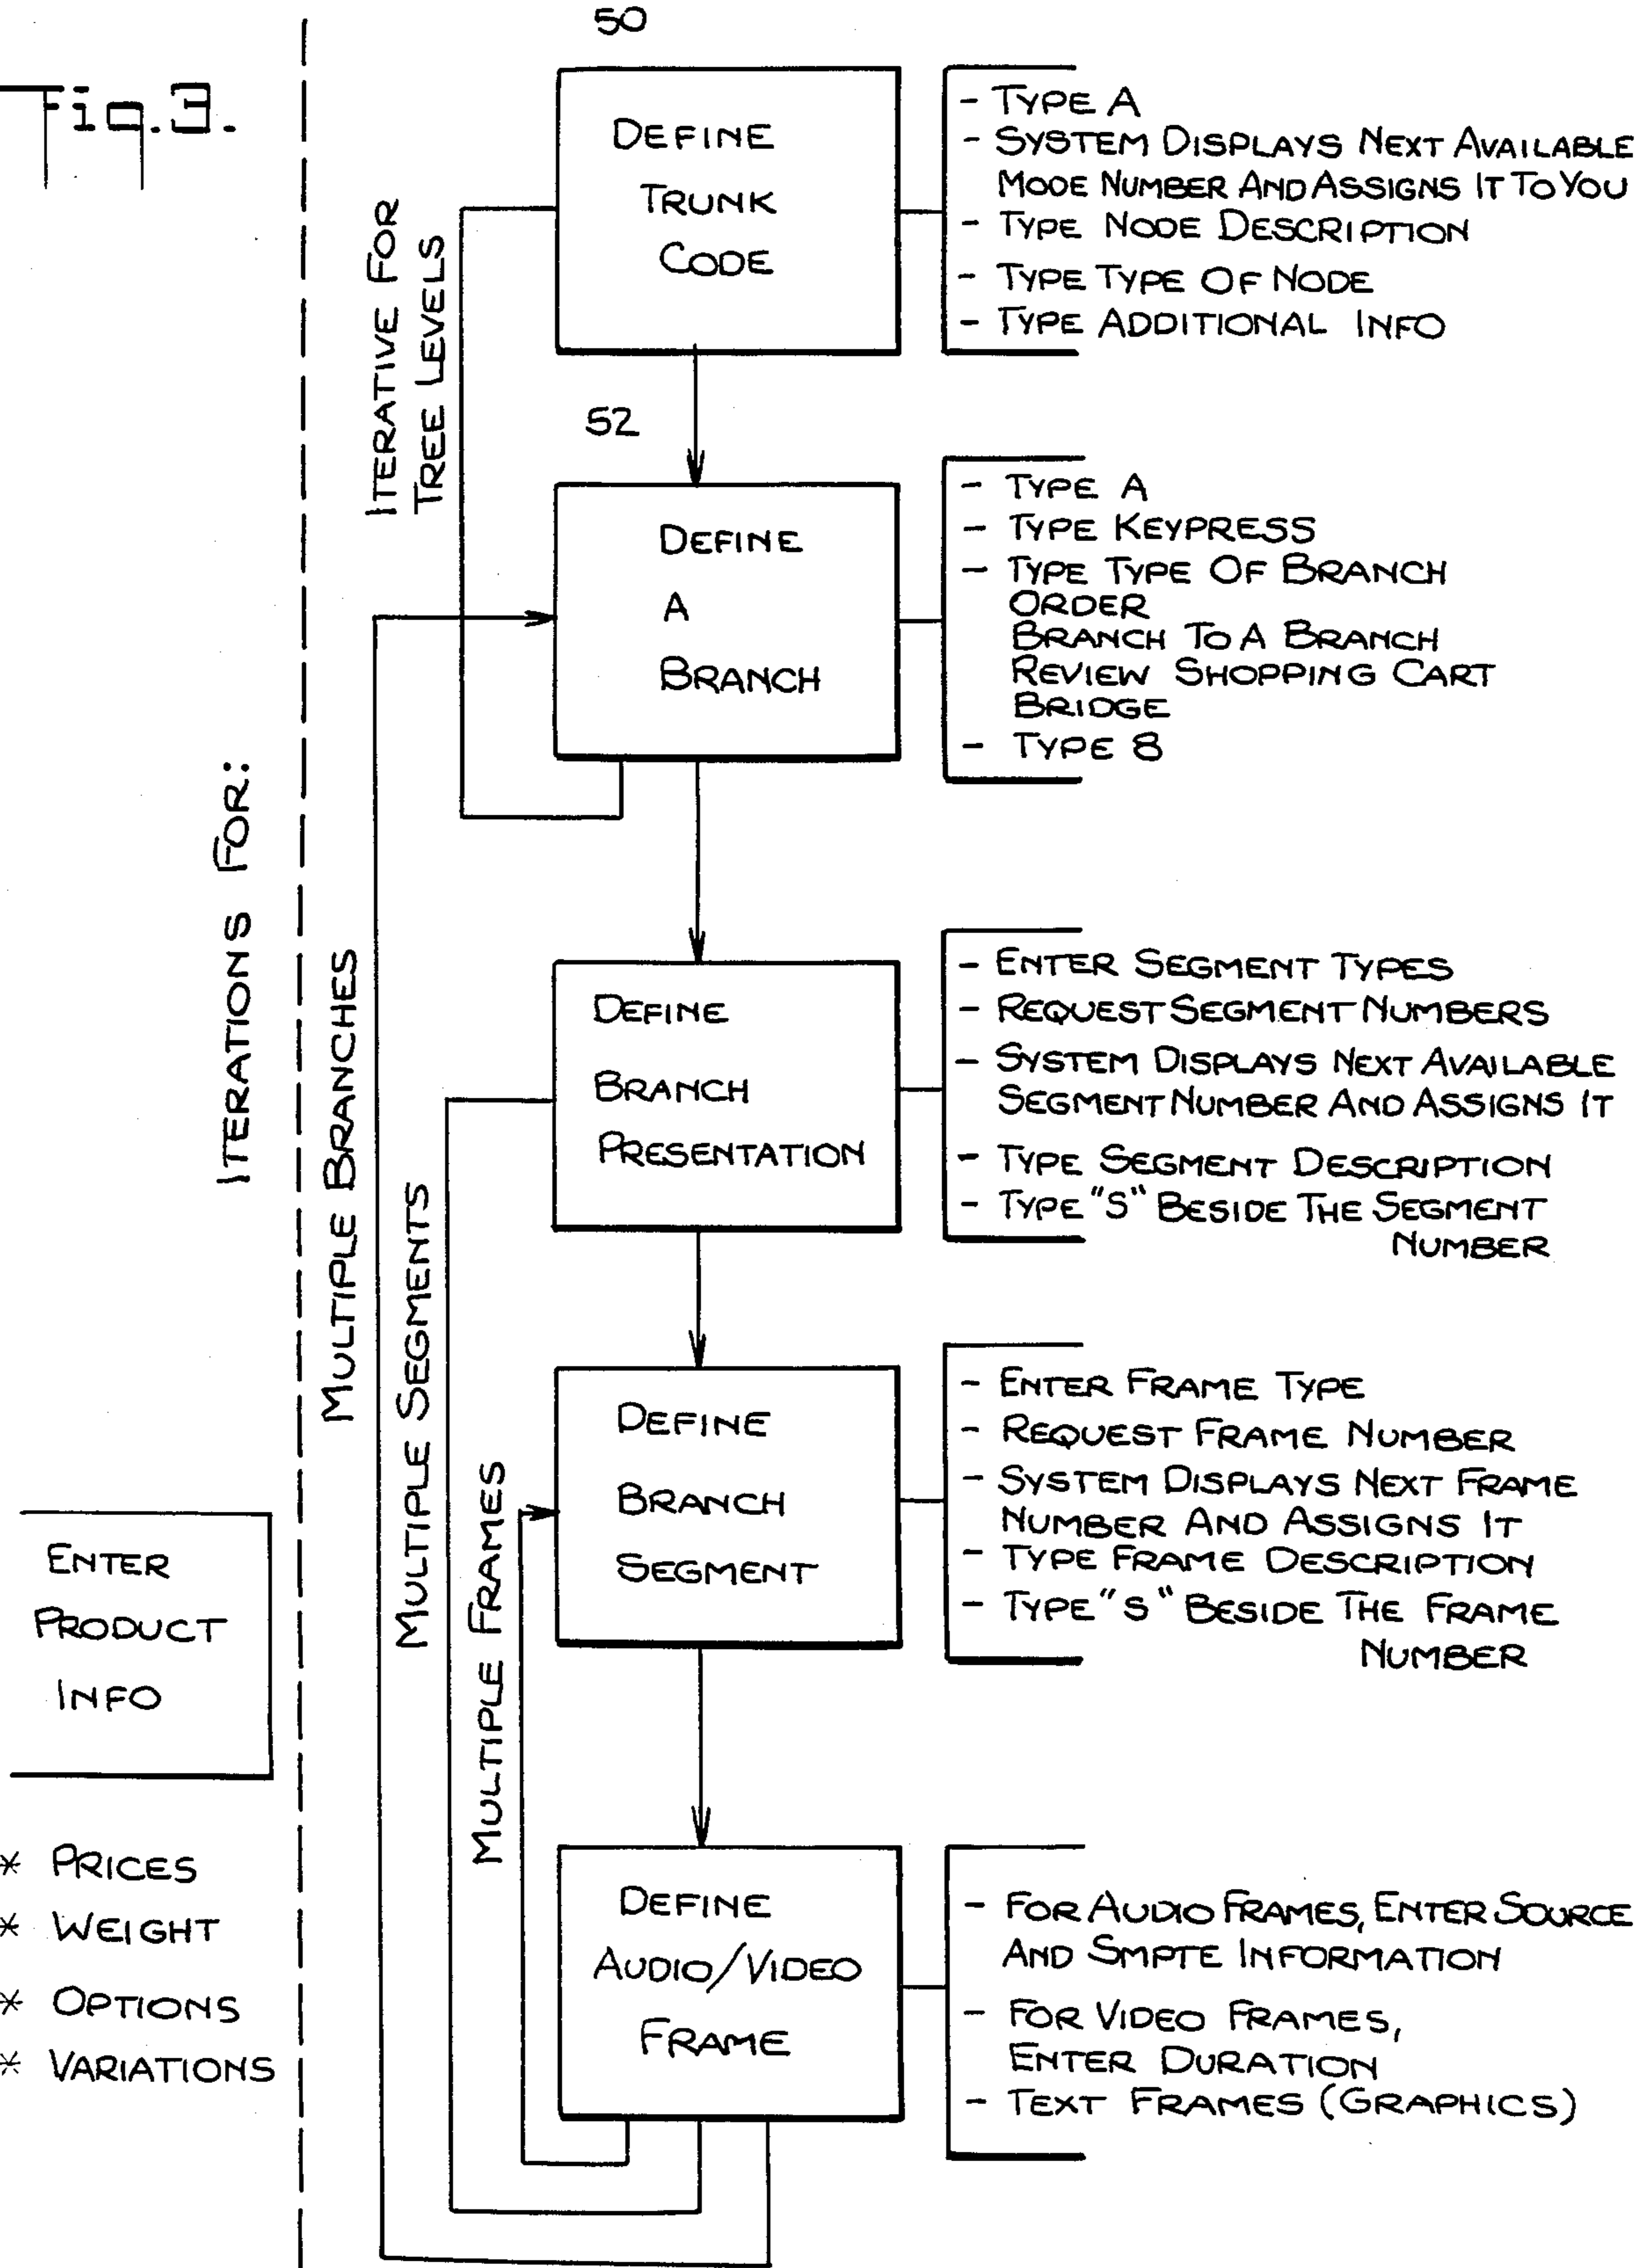 Fig.3.
50
DEFINE
TRUNK
CODE
- TYPE A
- SYSTEM DISPLAYS NEXT AVAILABLE
MODE NUMBER AND ASSIGNS IT TO YOU
- TYPE NODE DESCRIPTION
- TYPE TYPE OF NODE
- TYPE ADDITIONAL INFO
ITERATIVE FOR
TREE LEVELS
52
DEFINE
A
BRANCH
- TYPE A
- TYPE KEYPRESS
- TYPE TYPE OF BRANCH
ORDER
BRANCH TO A BRANCH
REVIEW SHOPPING CART
BRIDGE
- TYPE 8
ITERATIONS FOR:
MULTIPLE BRANCHES
MULTIPLE SEGMENTS
MULTIPLE FRAMES
DEFINE
BRANCH
PRESENTATION
- ENTER SEGMENT TYPES
- REQUEST SEGMENT NUMBERS
- SYSTEM DISPLAYS NEXT AVAILABLE
SEGMENT NUMBER AND ASSIGNS IT
- TYPE SEGMENT DESCRIPTION
- TYPE "S" BESIDE THE SEGMENT
NUMBER
DEFINE
BRANCH
SEGMENT
- ENTER FRAME TYPE
- REQUEST FRAME NUMBER
- SYSTEM DISPLAYS NEXT FRAME
NUMBER AND ASSIGNS IT
- TYPE FRAME DESCRIPTION
- TYPE "S" BESIDE THE FRAME
NUMBER
ENTER
PRODUCT
INFO
* PRICES
* WEIGHT
* OPTIONS
* VARIATIONS
DEFINE
AUDIO/VIDEO
FRAME
- FOR AUDIO FRAMES, ENTER SOURCE
AND SMPTE INFORMATION
- FOR VIDEO FRAMES,
ENTER DURATION
- TEXT FRAMES (GRAPHICS)